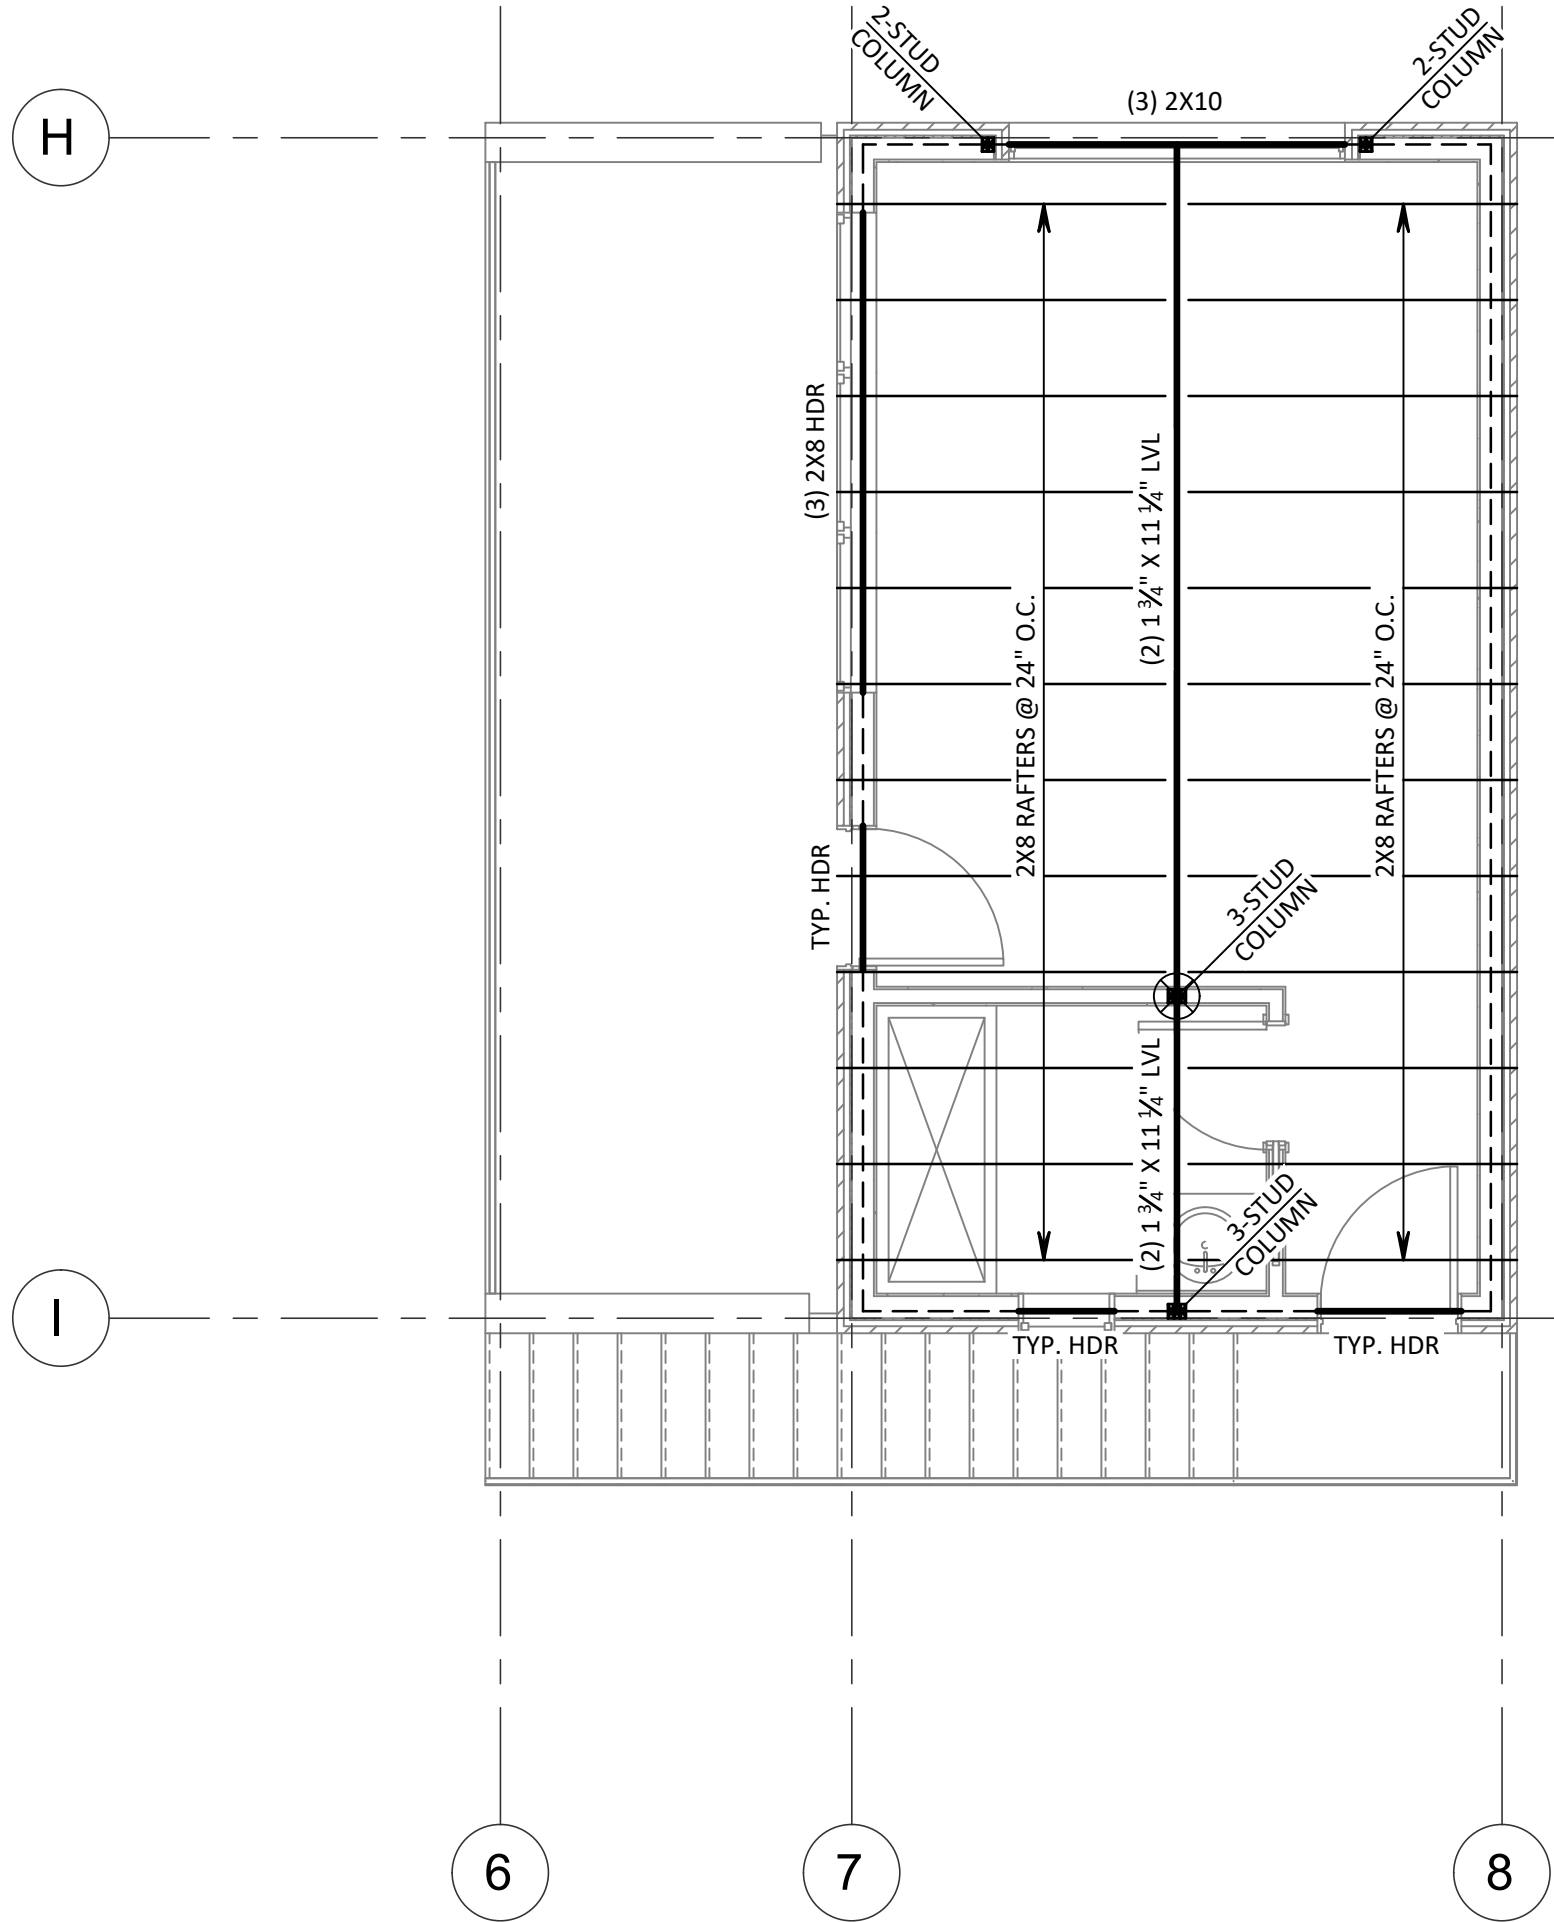 2-STUD
COLUMN
2-STUD
COLUMN
(3) 2X10
H
(3) 2X8 HDR
(2) 1 ¾" X 11 ¼" LVL
2X8 RAFTERS @ 24" O.C.
2X8 RAFTERS @ 24" O.C.
TYP. HDR
3-STUD
COLUMN
(2) 1 ¾" X 11 ¼" LVL
3-STUD
COLUMN
C
I
TYP. HDR
TYP. HDR
6
7
8